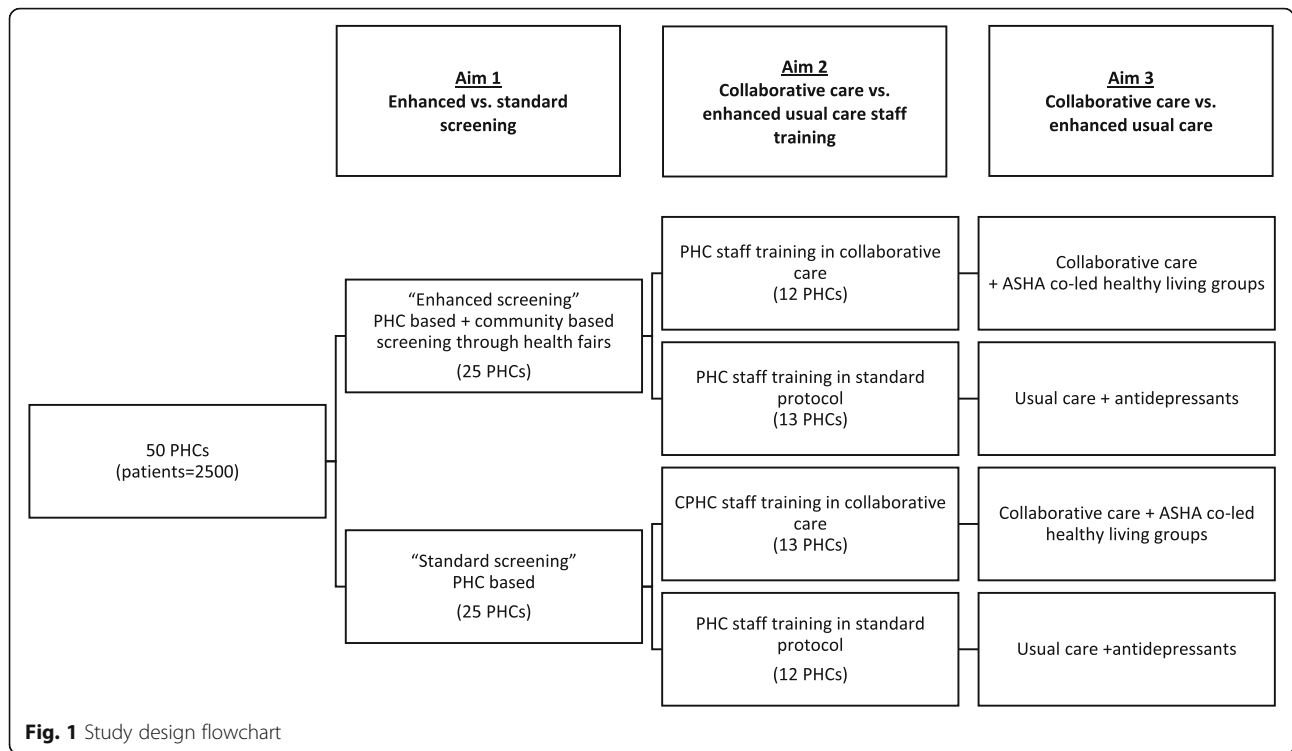 Aim 1
Enhanced vs. standard
screening
Aim 2
Collaborative care vs.
enhanced usual care staff
training
Aim 3
Collaborative care vs.
enhanced usual care
50 PHCs
(patients=2500)
“Enhanced screening”
PHC based + community based
screening through health fairs
(25 PHCs)
“Standard screening”
PHC based
(25 PHCs)
PHC staff training in collaborative
care
(12 PHCs)
PHC staff training in standard
protocol
(13 PHCs)
CPHC staff training in collaborative
care
(13 PHCs)
PHC staff training in standard
protocol
(12 PHCs)
Collaborative care
+ ASHA co-led healthy living groups
Usual care + antidepressants
Collaborative care + ASHA co-led
healthy living groups
Usual care +antidepressants
Fig. 1 Study design flowchart